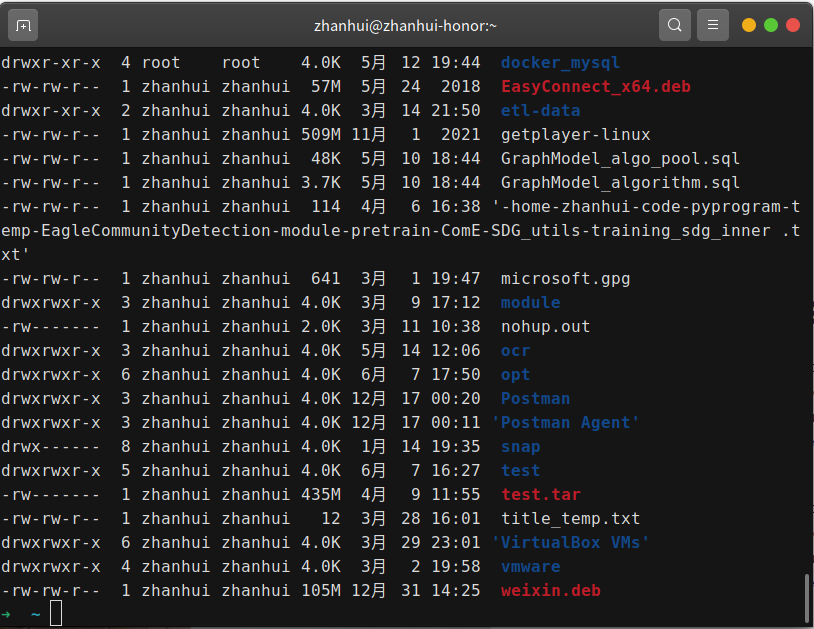 zhanhui@zhanhui-honor:~
drwxr-xr-x  4 root    root    4.0K  5月  12 19:44  docker_mysql
-rw-rw-r--  1 zhanhui zhanhui  57M  5月  24  2018  EasyConnect_x64.deb
drwxr-xr-x  2 zhanhui zhanhui 4.0K  3月  14 21:50  etl-data
-rw-rw-r--  1 zhanhui zhanhui 509M 11月   1  2021  getplayer-linux
-rw-rw-r--  1 zhanhui zhanhui  48K  5月  10 18:44  GraphModel_algo_pool.sql
-rw-rw-r--  1 zhanhui zhanhui 3.7K  5月  10 18:44  GraphModel_algorithm.sql
-rw-rw-r--  1 zhanhui zhanhui  114  4月   6 16:38 '-home-zhanhui-code-pyprogram-t
emp-EagleCommunityDetection-module-pretrain-ComE-SDG_utils-training_sdg_inner .t
xt'
-rw-rw-r--  1 zhanhui zhanhui  641  3月   1 19:47  microsoft.gpg
drwxrwxr-x  3 zhanhui zhanhui 4.0K  3月   9 17:12  module
-rw-------  1 zhanhui zhanhui 2.0K  3月  11 10:38  nohup.out
drwxrwxr-x  3 zhanhui zhanhui 4.0K  5月  14 12:06  ocr
drwxrwxr-x  6 zhanhui zhanhui 4.0K  6月   7 17:50  opt
drwxrwxr-x  3 zhanhui zhanhui 4.0K 12月  17 00:20  Postman
drwxrwxr-x  3 zhanhui zhanhui 4.0K 12月  17 00:11 'Postman Agent'
drwx------  8 zhanhui zhanhui 4.0K  1月  14 19:35  snap
drwxrwxr-x  5 zhanhui zhanhui 4.0K  6月   7 16:27  test
-rw-------  1 zhanhui zhanhui 435M  4月   9 11:55  test.tar
-rw-rw-r--  1 zhanhui zhanhui   12  3月  28 16:01  title_temp.txt
drwxrwxr-x  6 zhanhui zhanhui 4.0K  3月  29 23:01 'VirtualBox VMs'
drwxrwxr-x  4 zhanhui zhanhui 4.0K  3月   2 19:58  vmware
-rw-rw-r--  1 zhanhui zhanhui 105M 12月  31 14:25  weixin.deb
➜  ~